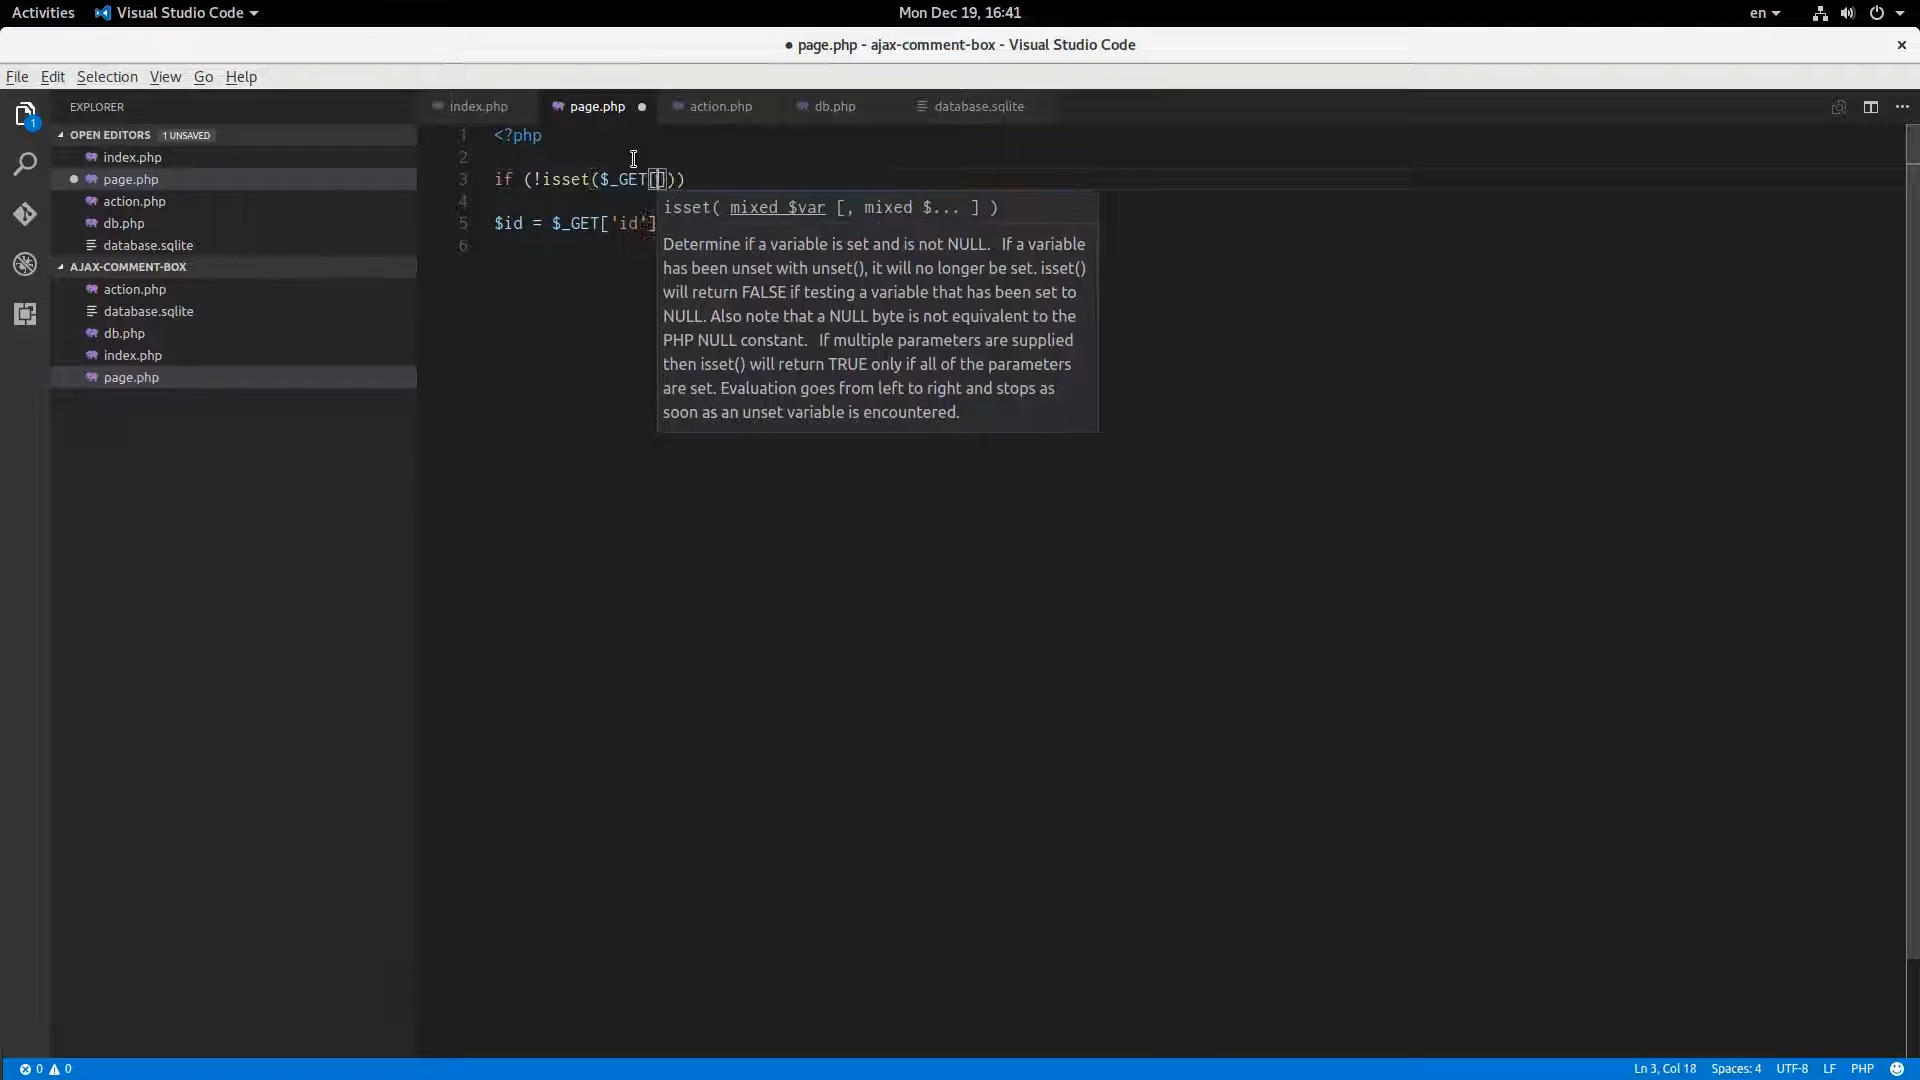 Activities Visual Studio Code Mon Dec 19, 16:41 en
● page.php - ajax-comment-box - Visual Studio Code ×
File Edit Selection View Go Help
EXPLORER
OPEN EDITORS 1 UNSAVED
index.php
page.php
action.php
db.php
database.sqlite
AJAX-COMMENT-BOX
action.php
database.sqlite
db.php
index.php
page.php
1
index.php page.php action.php db.php database.sqlite
1 <?php
2
3 if (!isset($_GET[]))
4
5 $id = $_GET['id']
6
isset( mixed $var [, mixed $... ] )
Determine if a variable is set and is not NULL. If a variable
has been unset with unset(), it will no longer be set. isset()
will return FALSE if testing a variable that has been set to
NULL. Also note that a NULL byte is not equivalent to the
PHP NULL constant. If multiple parameters are supplied
then isset() will return TRUE only if all of the parameters
are set. Evaluation goes from left to right and stops as
soon as an unset variable is encountered.
0 0 Ln 3, Col 18 Spaces: 4 UTF-8 LF PHP